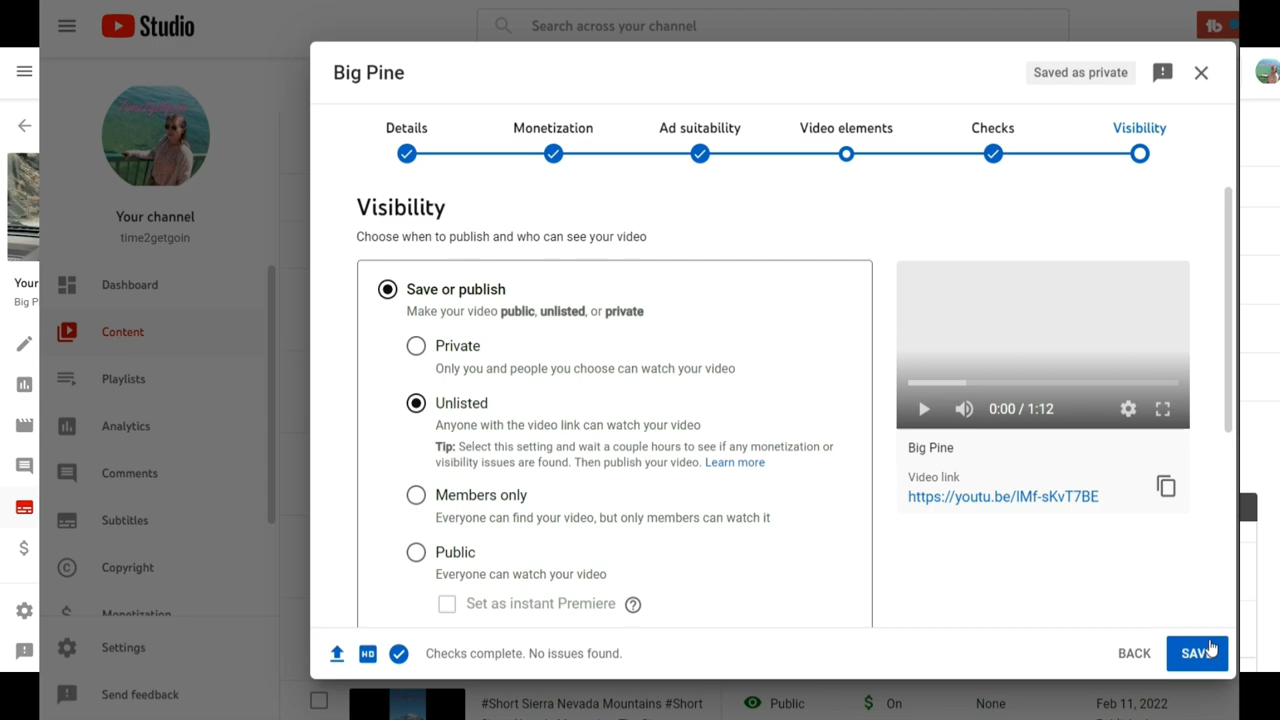 Studio
Search across your channel
Big Pine
Saved as private
Details
Monetization
Ad suitability
Video elements
Checks
Visibility
time2getgoin
Your channel
time2getgoin
Dashboard
Content
Playlists
Analytics
Comments
Subtitles
Copyright
Monetization
Settings
Send feedback
Your
Big P
Visibility
Choose when to publish and who can see your video
Save or publish
Make your video public, unlisted, or private
Private
Only you and people you choose can watch your video
Unlisted
Anyone with the video link can watch your video
Tip: Select this setting and wait a couple hours to see if any monetization or
visibility issues are found. Then publish your video. Learn more
Members only
Everyone can find your video, but only members can watch it
Public
Everyone can watch your video
Set as instant Premiere
0:00 / 1:12
Big Pine
Video link
https://youtu.be/lMf-sKvT7BE
HD
Checks complete. No issues found.
BACK
SAVE
#Short Sierra Nevada Mountains #Short
Public
$ On
None
Feb 11, 2022